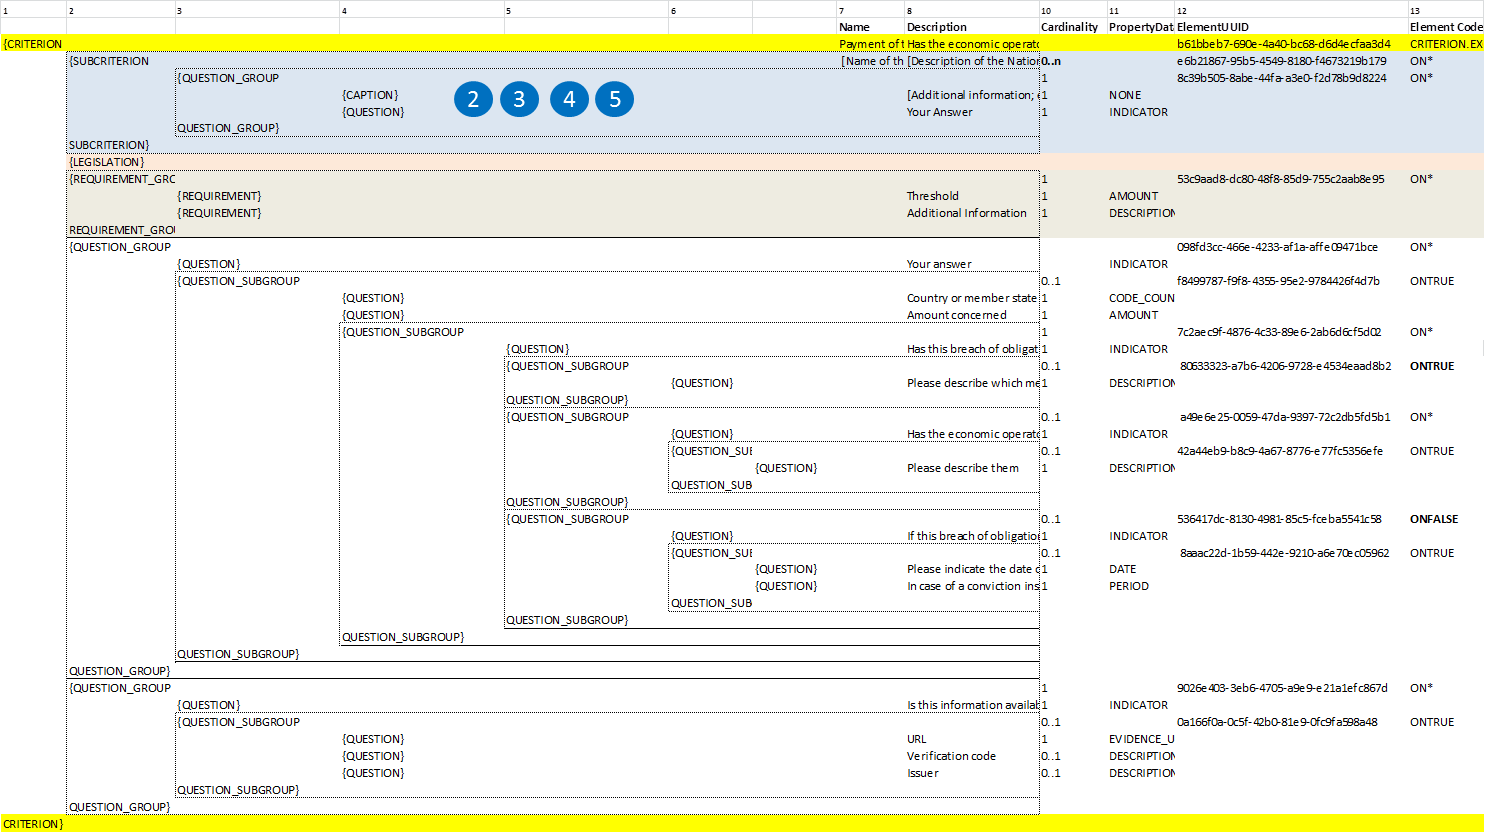 1 2 3 4 5 6 7 8 10 11 12 13
Name Description Cardinality PropertyDat ElementUUID Element Code
{CRITERION Payment of t Has the economic operato b61bbeb7-690e-4a40-bc68-d6d4ecfaa3d4 CRITERION.EX
{SUBCRITERION [Name of th [Description of the Nation 0..n e6b21867-95b5-4549-8180-f4673219b179 ON*
{QUESTION_GROUP 1 8c39b505-8abe-44fa-a3e0-f2d78b9d8224 ON*
{CAPTION} 2 3 4 5 [Additional information; e 1 NONE
{QUESTION} Your Answer 1 INDICATOR
QUESTION_GROUP}
SUBCRITERION}
{LEGISLATION}
{REQUIREMENT_GRO 1 53c9aad8-dc80-48f8-85d9-755c2aab8e95 ON*
{REQUIREMENT} Threshold 1 AMOUNT
{REQUIREMENT} Additional Information 1 DESCRIPTION
REQUIREMENT_GROU
{QUESTION_GROUP 098fd3cc-466e-4233-af1a-affe09471bce ON*
{QUESTION} Your answer INDICATOR
{QUESTION_SUBGROUP 0..1 f8499787-f9f8-4355-95e2-9784426f4d7b ONTRUE
{QUESTION} Country or member state 1 CODE_COUN
{QUESTION} Amount concerned 1 AMOUNT
{QUESTION_SUBGROUP 1 7c2aec9f-4876-4c33-89e6-2ab6d6cf5d02 ON*
{QUESTION} Has this breach of obligat 1 INDICATOR
{QUESTION_SUBGROUP 0..1 80633323-a7b6-4206-9728-e4534eaad8b2 ONTRUE
{QUESTION} Please describe which me 1 DESCRIPTION
QUESTION_SUBGROUP}
{QUESTION_SUBGROUP 0..1 a49e6e25-0059-47da-9397-72c2db5fd5b1 ON*
{QUESTION} Has the economic operato 1 INDICATOR
{QUESTION_SUB 0..1 42a44eb9-b8c9-4a67-8776-e77fc5356efe ONTRUE
{QUESTION} Please describe them 1 DESCRIPTION
QUESTION_SUB
QUESTION_SUBGROUP}
{QUESTION_SUBGROUP 0..1 536417dc-8130-4981-85c5-fceba5541c58 ONFALSE
{QUESTION} If this breach of obligatio 1 INDICATOR
{QUESTION_SUB 0..1 8aaac22d-1b59-442e-9210-a6e70ec05962 ONTRUE
{QUESTION} Please indicate the date o 1 DATE
{QUESTION} In case of a conviction ins 1 PERIOD
QUESTION_SUB
QUESTION_SUBGROUP}
QUESTION_SUBGROUP}
QUESTION_SUBGROUP}
QUESTION_GROUP}
{QUESTION_GROUP 1 9026e403-3eb6-4705-a9e9-e21a1efc867d ON*
{QUESTION} Is this information availab 1 INDICATOR
{QUESTION_SUBGROUP 0..1 0a166f0a-0c5f-42b0-81e9-0fc9fa598a48 ONTRUE
{QUESTION} URL 1 EVIDENCE_U
{QUESTION} Verification code 0..1 DESCRIPTION
{QUESTION} Issuer 0..1 DESCRIPTION
QUESTION_SUBGROUP}
QUESTION_GROUP}
CRITERION}